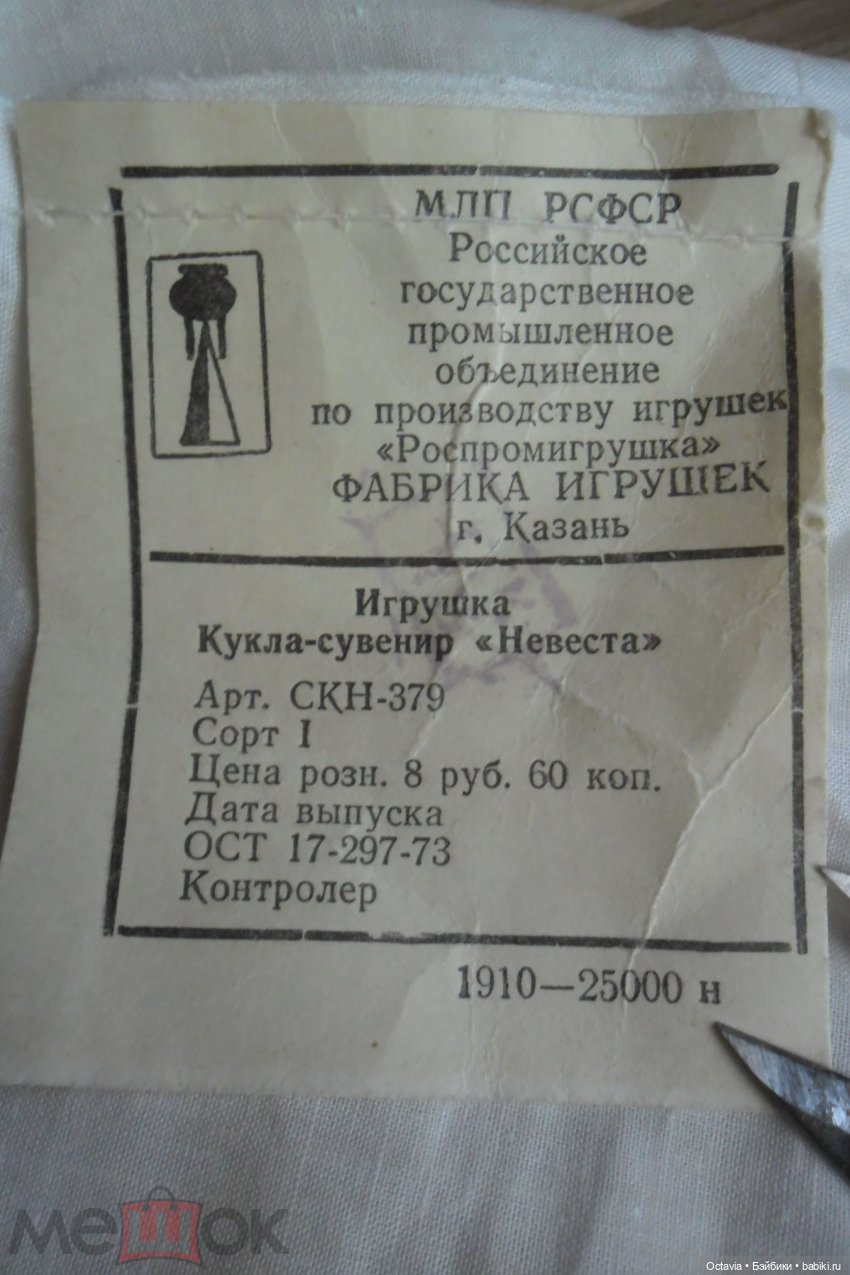 МЛП РСФСР
Российское
государственное
промышленное
объединение
по производству игрушек
«Роспромигрушка»
ФАБРИКА ИГРУШЕК
г. Казань
Игрушка
Кукла-сувенир «Невеста»
Арт. СКН-379
Сорт I
Цена розн. 8 руб. 60 коп.
Дата выпуска
ОСТ 17-297-73
Контролер
1910—25000 н
мешок
Octavia • Бэйбики • babiki.ru